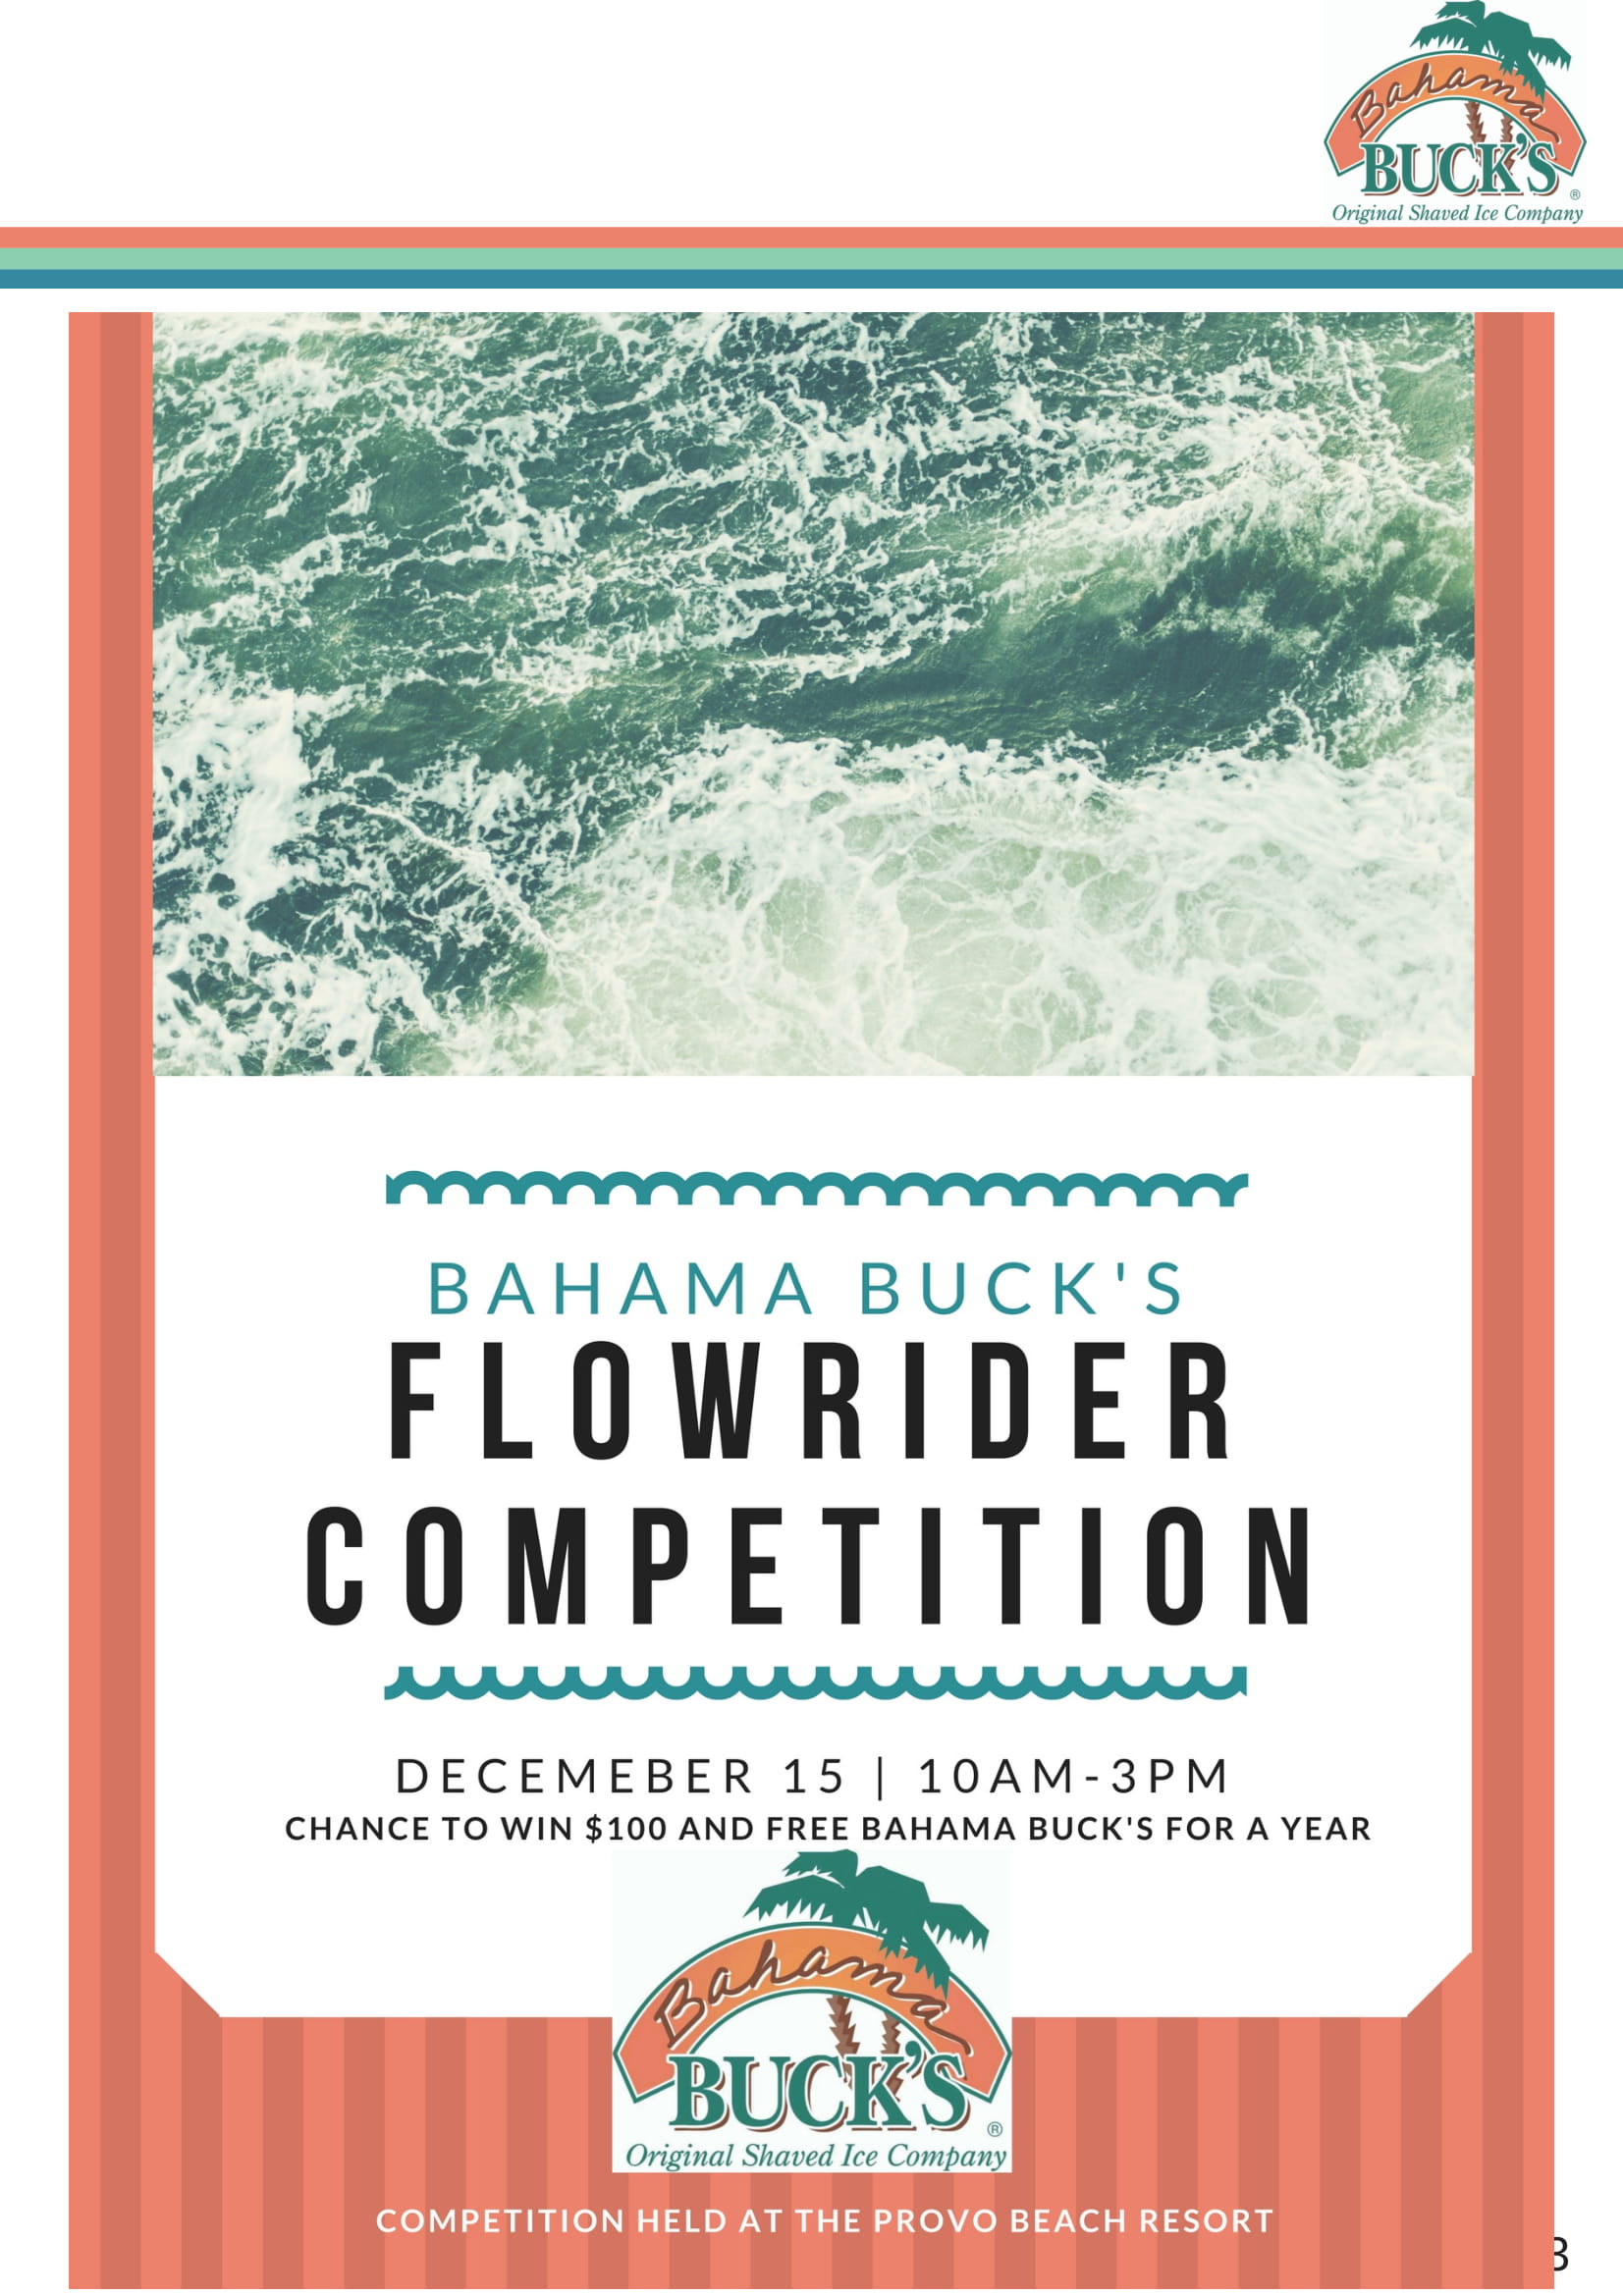 Bahama
BUCK'S ®
Original Shaved Ice Company
BAHAMA BUCK'S
FLOWRIDER
COMPETITION
DECEMEBER 15 | 10AM-3PM
CHANCE TO WIN $100 AND FREE BAHAMA BUCK'S FOR A YEAR
Bahama
BUCK'S ®
Original Shaved Ice Company
COMPETITION HELD AT THE PROVO BEACH RESORT